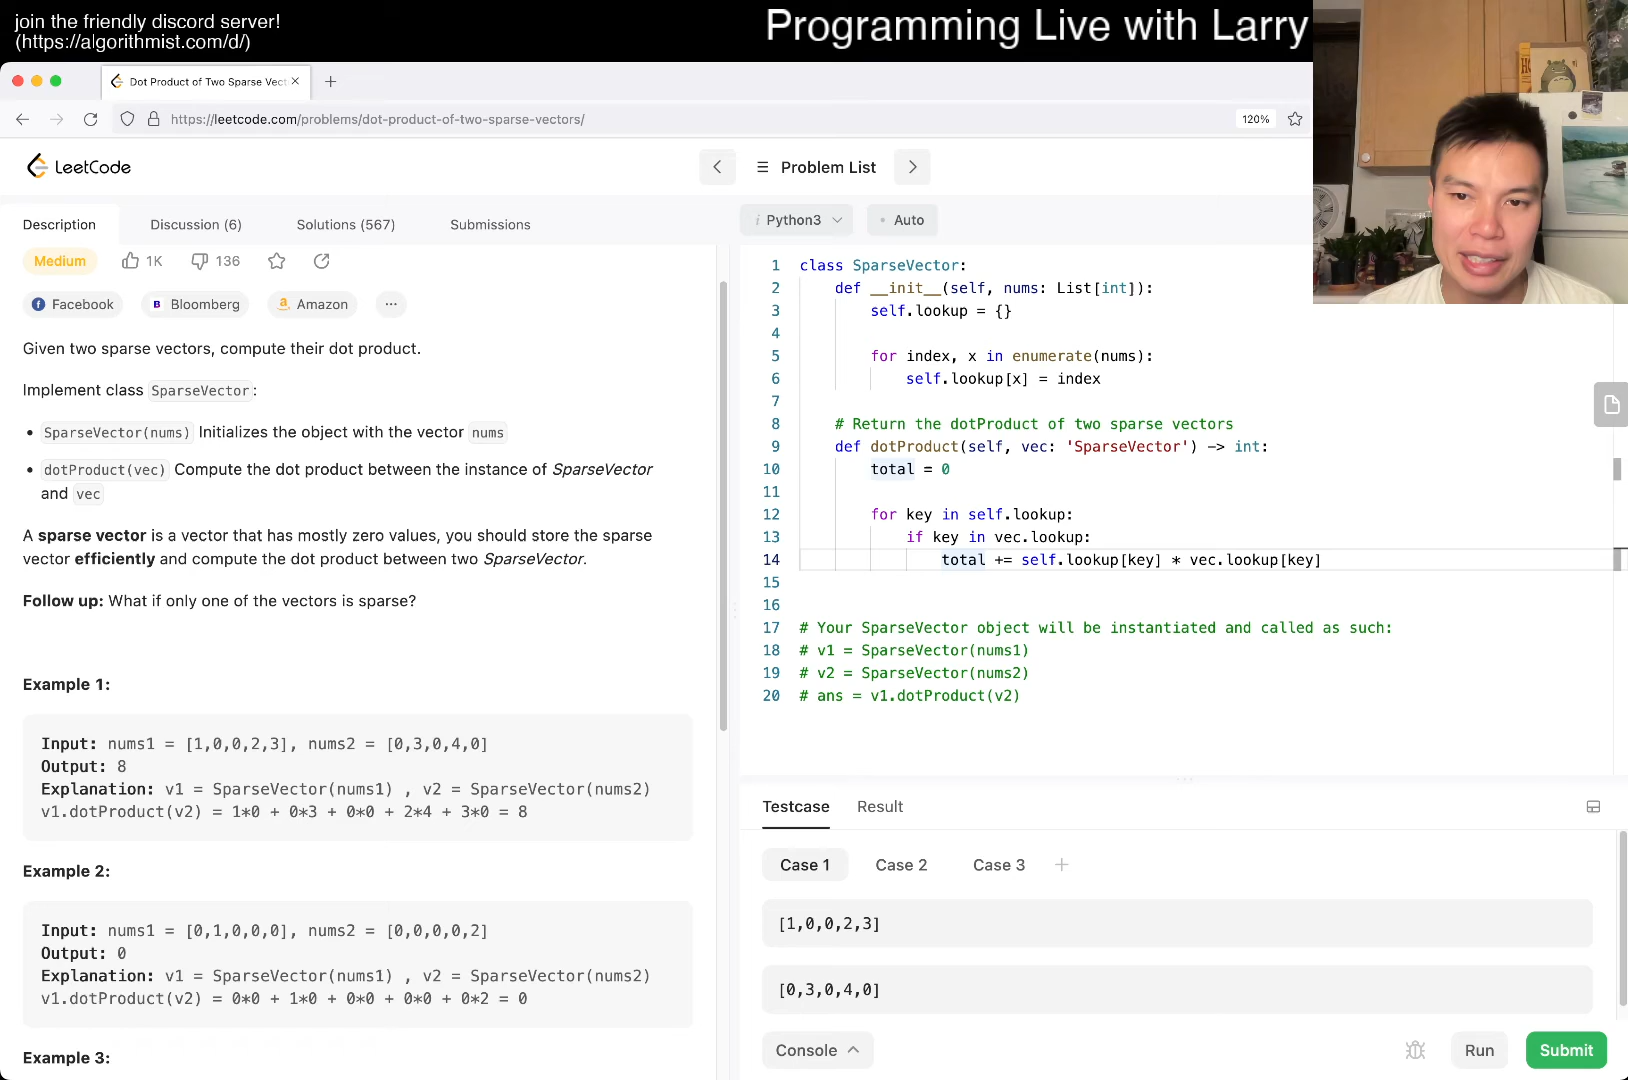 join the friendly discord server!
(https://algorithmist.com/d/)
Programming Live with Larry
Dot Product of Two Sparse Vect
https://leetcode.com/problems/dot-product-of-two-sparse-vectors/
120%
LeetCode
Problem List
Description
Discussion (6)
Solutions (567)
Submissions
Python3
Auto
Medium
1K
136
Facebook
Bloomberg
Amazon
Given two sparse vectors, compute their dot product.
Implement class SparseVector:
• SparseVector(nums) Initializes the object with the vector nums
• dotProduct(vec) Compute the dot product between the instance of SparseVector
and vec
A sparse vector is a vector that has mostly zero values, you should store the sparse
vector efficiently and compute the dot product between two SparseVector.
Follow up: What if only one of the vectors is sparse?
Example 1:
Input: nums1 = [1,0,0,2,3], nums2 = [0,3,0,4,0]
Output: 8
Explanation: v1 = SparseVector(nums1) , v2 = SparseVector(nums2)
v1.dotProduct(v2) = 1*0 + 0*3 + 0*0 + 2*4 + 3*0 = 8
Example 2:
Input: nums1 = [0,1,0,0,0], nums2 = [0,0,0,0,2]
Output: 0
Explanation: v1 = SparseVector(nums1) , v2 = SparseVector(nums2)
v1.dotProduct(v2) = 0*0 + 1*0 + 0*0 + 0*0 + 0*2 = 0
Example 3:
1 class SparseVector:
2 def __init__(self, nums: List[int]):
3 self.lookup = {}
4
5 for index, x in enumerate(nums):
6 self.lookup[x] = index
7
8 # Return the dotProduct of two sparse vectors
9 def dotProduct(self, vec: 'SparseVector') -> int:
10 total = 0
11
12 for key in self.lookup:
13 if key in vec.lookup:
14 total += self.lookup[key] * vec.lookup[key]
15
16
17 # Your SparseVector object will be instantiated and called as such:
18 # v1 = SparseVector(nums1)
19 # v2 = SparseVector(nums2)
20 # ans = v1.dotProduct(v2)
Testcase
Result
Case 1
Case 2
Case 3
[1,0,0,2,3]
[0,3,0,4,0]
Console
Run
Submit